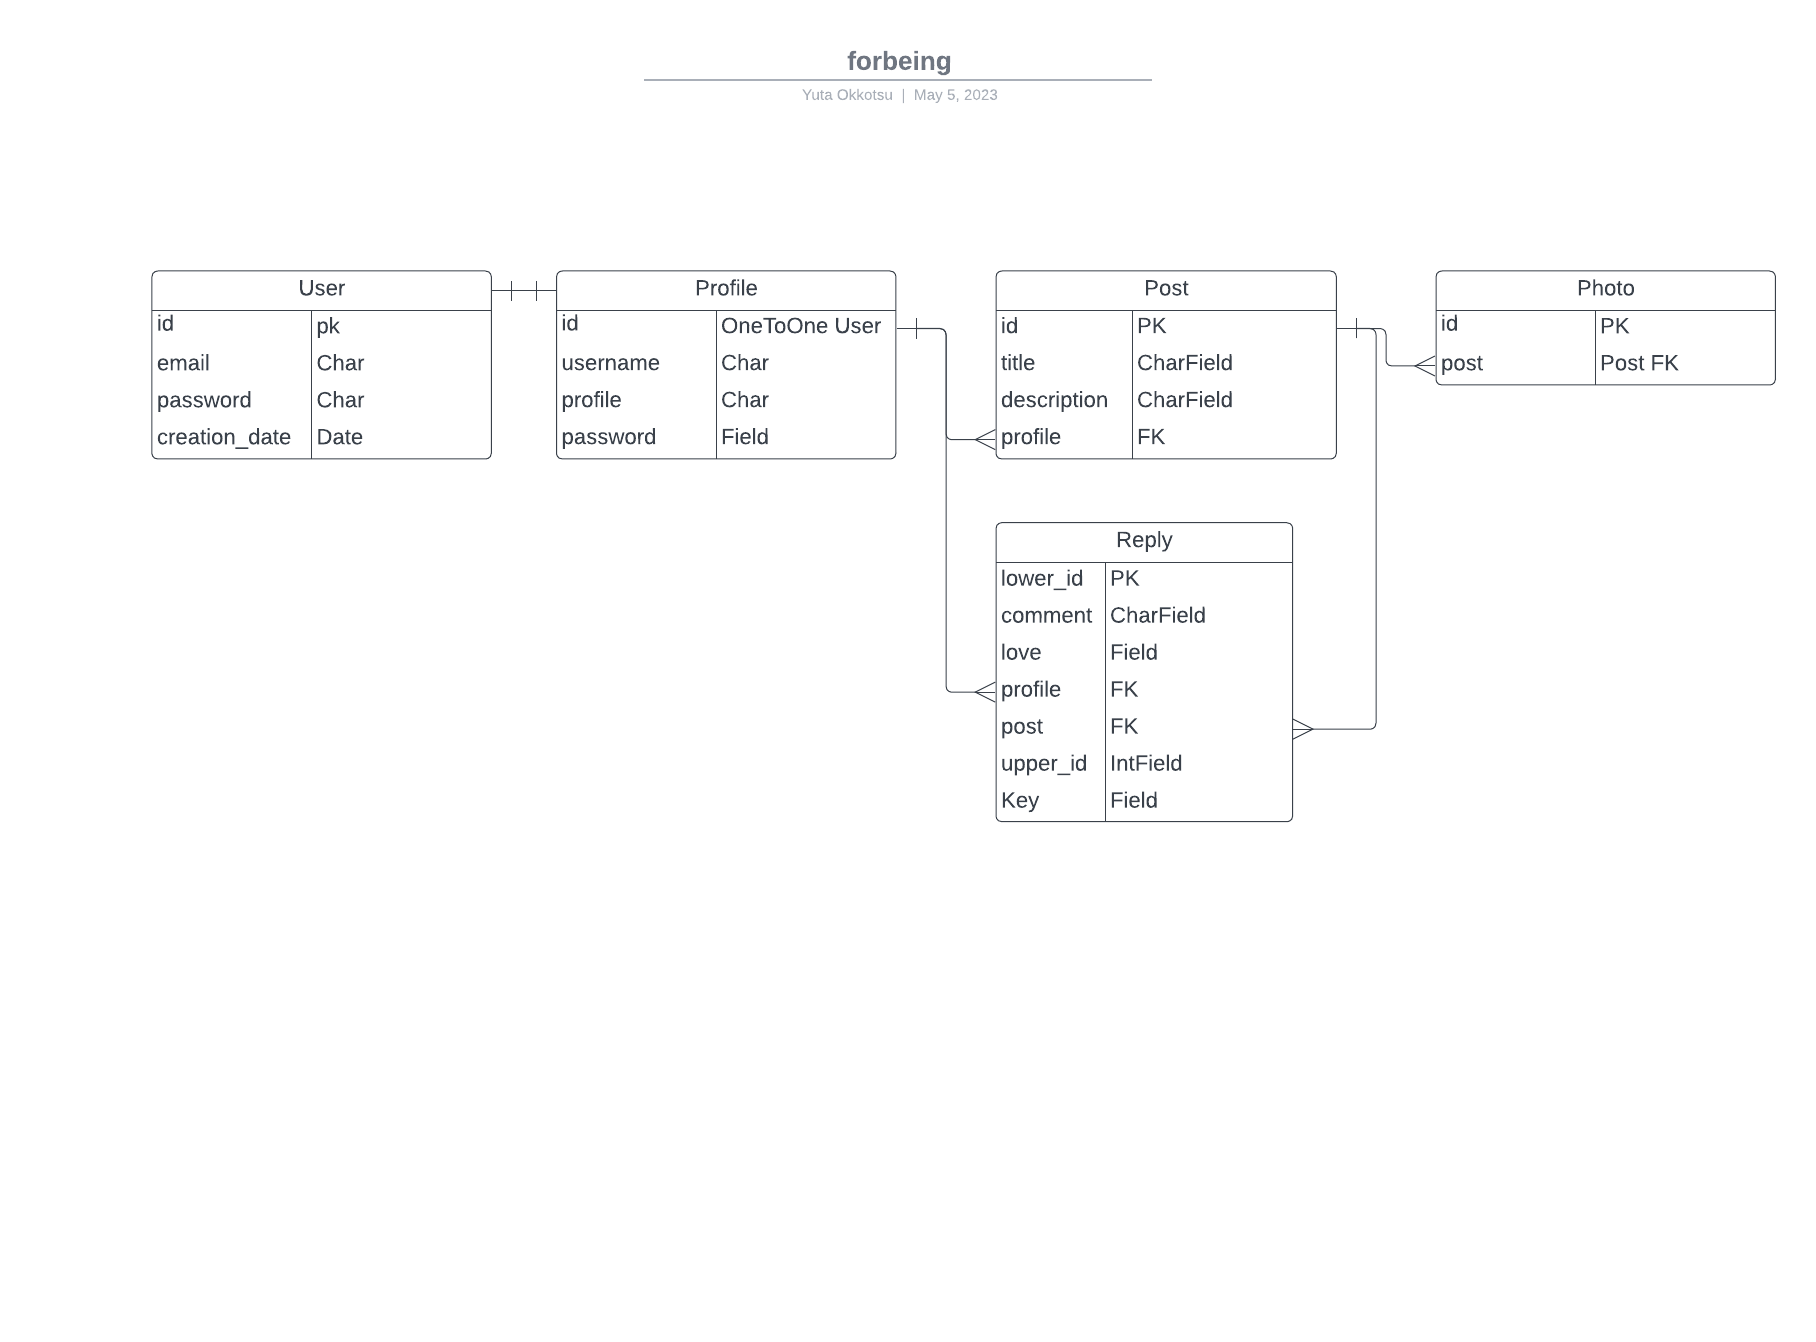 forbeing
Yuta Okkotsu | May 5, 2023
User
id pk
email Char
password Char
creation_date Date
Profile
id OneToOne User
username Char
profile Char
password Field
Post
id PK
title CharField
description CharField
profile FK
Photo
id PK
post Post FK
Reply
lower_id PK
comment CharField
love Field
profile FK
post FK
upper_id IntField
Key Field